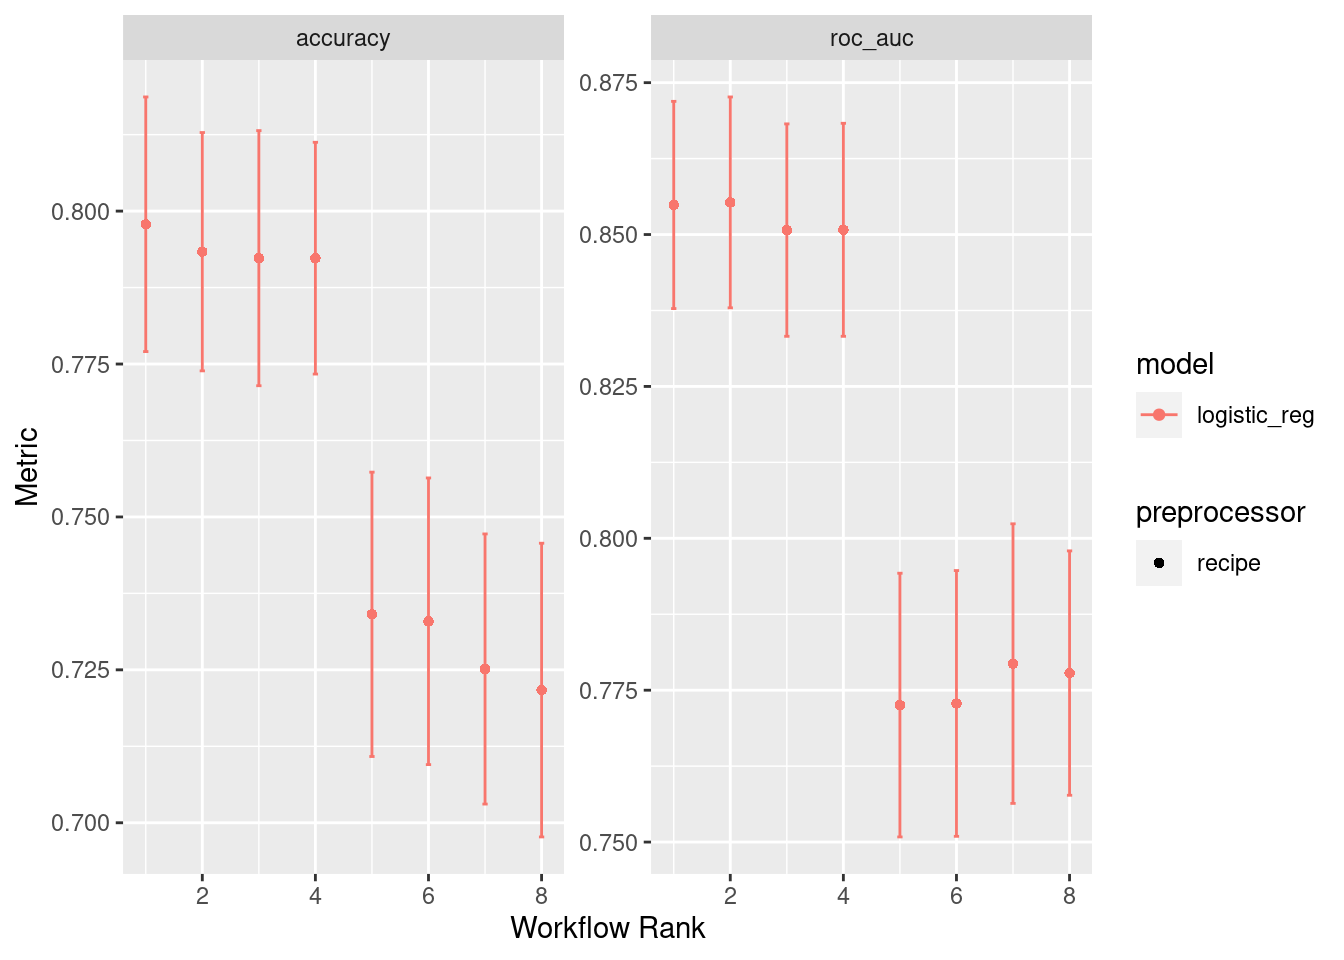 accuracy
roc_auc
0.800
0.775
0.750
0.725
0.700
0.875
0.850
0.825
0.800
0.775
0.750
2 4 6 8
2 4 6 8
Metric
Workflow Rank
model
logistic_reg
preprocessor
recipe